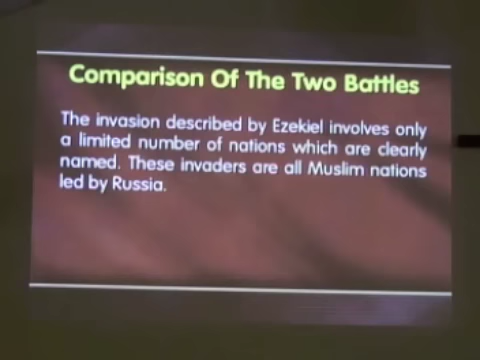 Comparison Of The Two Battles
The invasion described by Ezekiel involves only
a limited number of nations which are clearly
named. These invaders are all Muslim nations
led by Russia.